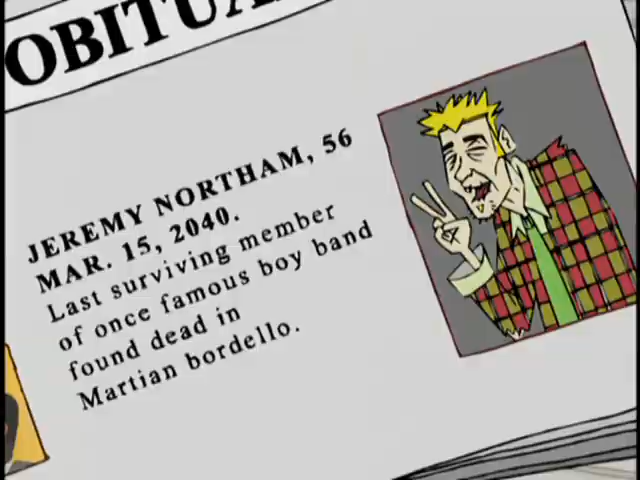 OBITUA
JEREMY NORTHAM, 56
MAR. 15, 2040.
Last surviving member
of once famous boy band
found dead in
Martian bordello.